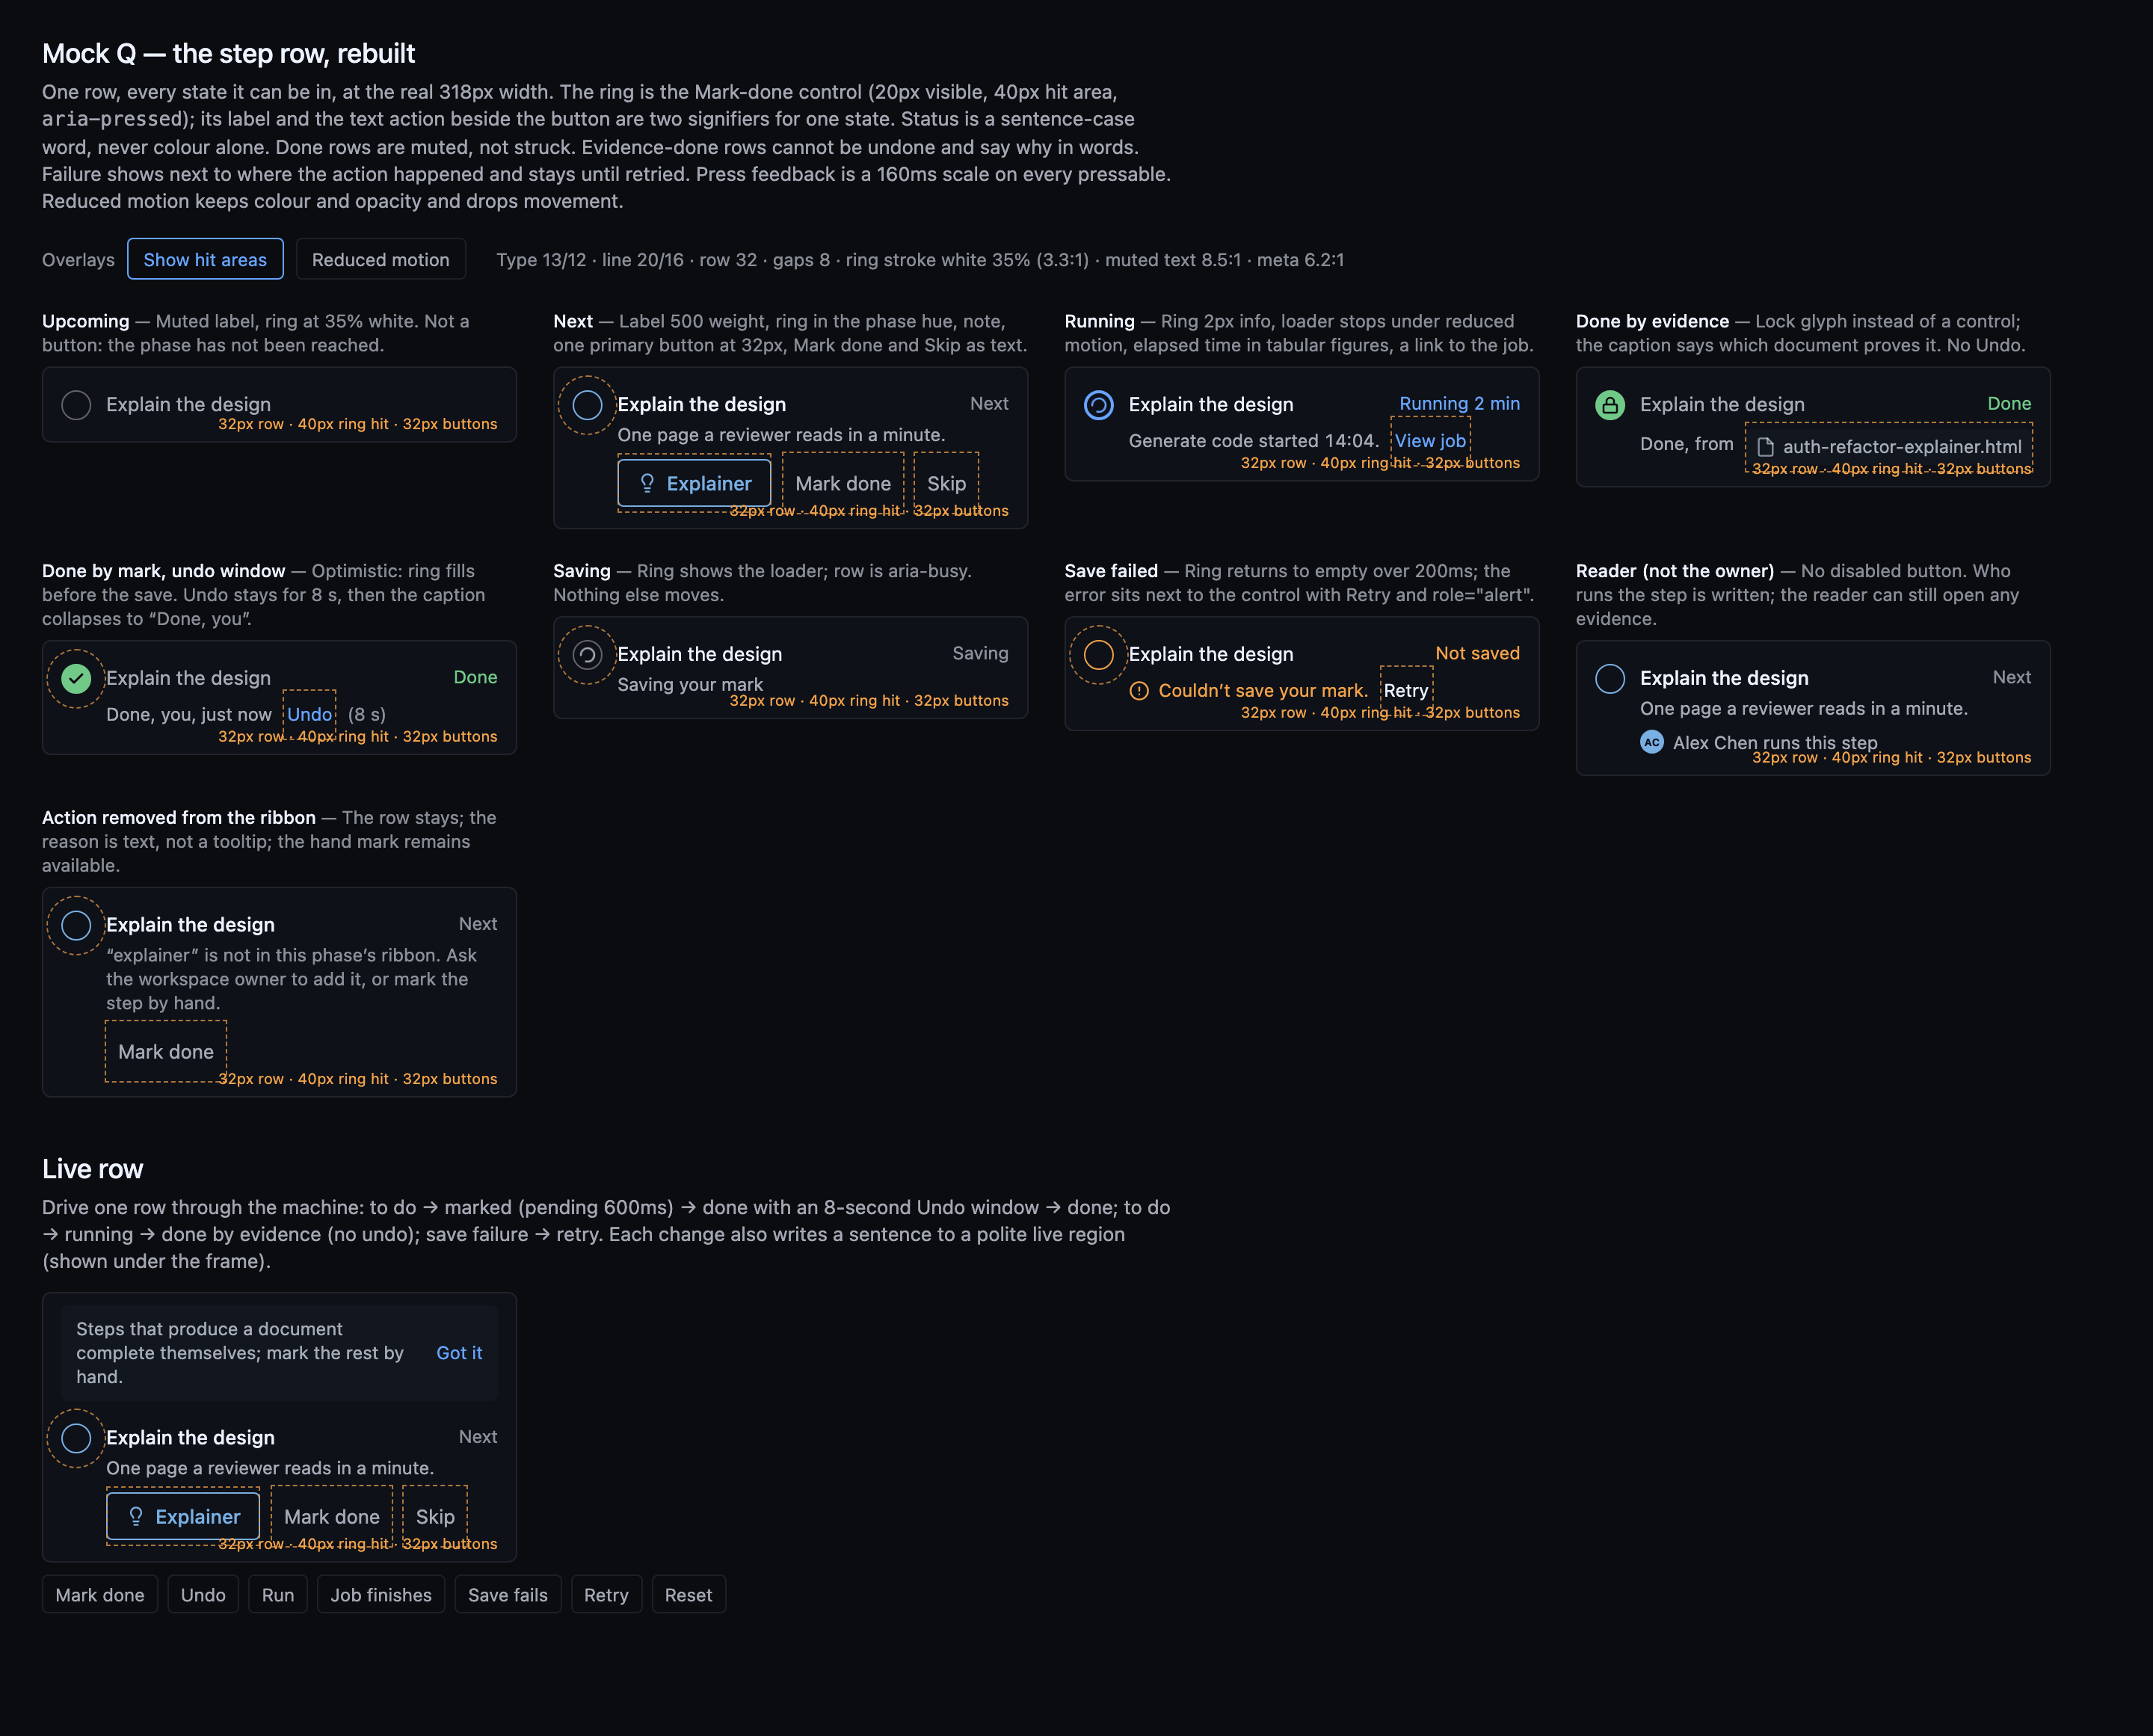 Mock Q — the step row, rebuilt
One row, every state it can be in, at the real 318px width. The ring is the Mark-done control (20px visible, 40px hit area,
aria-pressed); its label and the text action beside the button are two signifiers for one state. Status is a sentence-case
word, never colour alone. Done rows are muted, not struck. Evidence-done rows cannot be undone and say why in words.
Failure shows next to where the action happened and stays until retried. Press feedback is a 160ms scale on every pressable.
Reduced motion keeps colour and opacity and drops movement.
Overlays Show hit areas Reduced motion Type 13/12 · line 20/16 · row 32 · gaps 8 · ring stroke white 35% (3.3:1) · muted text 8.5:1 · meta 6.2:1
Upcoming — Muted label, ring at 35% white. Not a
button: the phase has not been reached.
Explain the design
32px row · 40px ring hit · 32px buttons
Next — Label 500 weight, ring in the phase hue, note,
one primary button at 32px, Mark done and Skip as text.
Explain the design Next
One page a reviewer reads in a minute.
Explainer Mark done Skip
32px row · 40px ring hit · 32px buttons
Running — Ring 2px info, loader stops under reduced
motion, elapsed time in tabular figures, a link to the job.
Explain the design Running 2 min
Generate code started 14:04. View job
32px row · 40px ring hit · 32px buttons
Done by evidence — Lock glyph instead of a control;
the caption says which document proves it. No Undo.
Explain the design Done
Done, from auth-refactor-explainer.html
32px row · 40px ring hit · 32px buttons
Done by mark, undo window — Optimistic: ring fills
before the save. Undo stays for 8 s, then the caption
collapses to “Done, you”.
Explain the design Done
Done, you, just now Undo (8 s)
32px row · 40px ring hit · 32px buttons
Saving — Ring shows the loader; row is aria-busy.
Nothing else moves.
Explain the design Saving
Saving your mark
32px row · 40px ring hit · 32px buttons
Save failed — Ring returns to empty over 200ms; the
error sits next to the control with Retry and role="alert".
Explain the design Not saved
Couldn’t save your mark. Retry
32px row · 40px ring hit · 32px buttons
Reader (not the owner) — No disabled button. Who
runs the step is written; the reader can still open any
evidence.
Explain the design Next
One page a reviewer reads in a minute.
AC Alex Chen runs this step
32px row · 40px ring hit · 32px buttons
Action removed from the ribbon — The row stays; the
reason is text, not a tooltip; the hand mark remains
available.
Explain the design Next
“explainer” is not in this phase’s ribbon. Ask
the workspace owner to add it, or mark the
step by hand.
Mark done
32px row · 40px ring hit · 32px buttons
Live row
Drive one row through the machine: to do → marked (pending 600ms) → done with an 8-second Undo window → done; to do
→ running → done by evidence (no undo); save failure → retry. Each change also writes a sentence to a polite live region
(shown under the frame).
Steps that produce a document
complete themselves; mark the rest by
hand.
Got it
Explain the design Next
One page a reviewer reads in a minute.
Explainer Mark done Skip
32px row · 40px ring hit · 32px buttons
Mark done Undo Run Job finishes Save fails Retry Reset